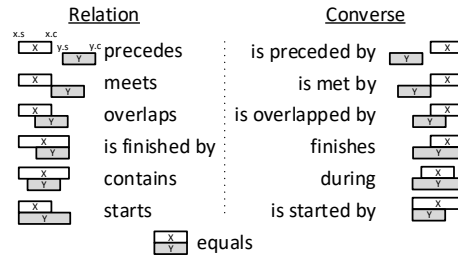 Relation Converse
x.s x.c
X y.s y.c precedes is preceded by X
Y Y
X meets is met by X
Y Y
X overlaps is overlapped by X
Y Y
X is finished by finishes X
Y Y
X contains during X
Y Y
X starts is started by X
Y Y
X equals
Y